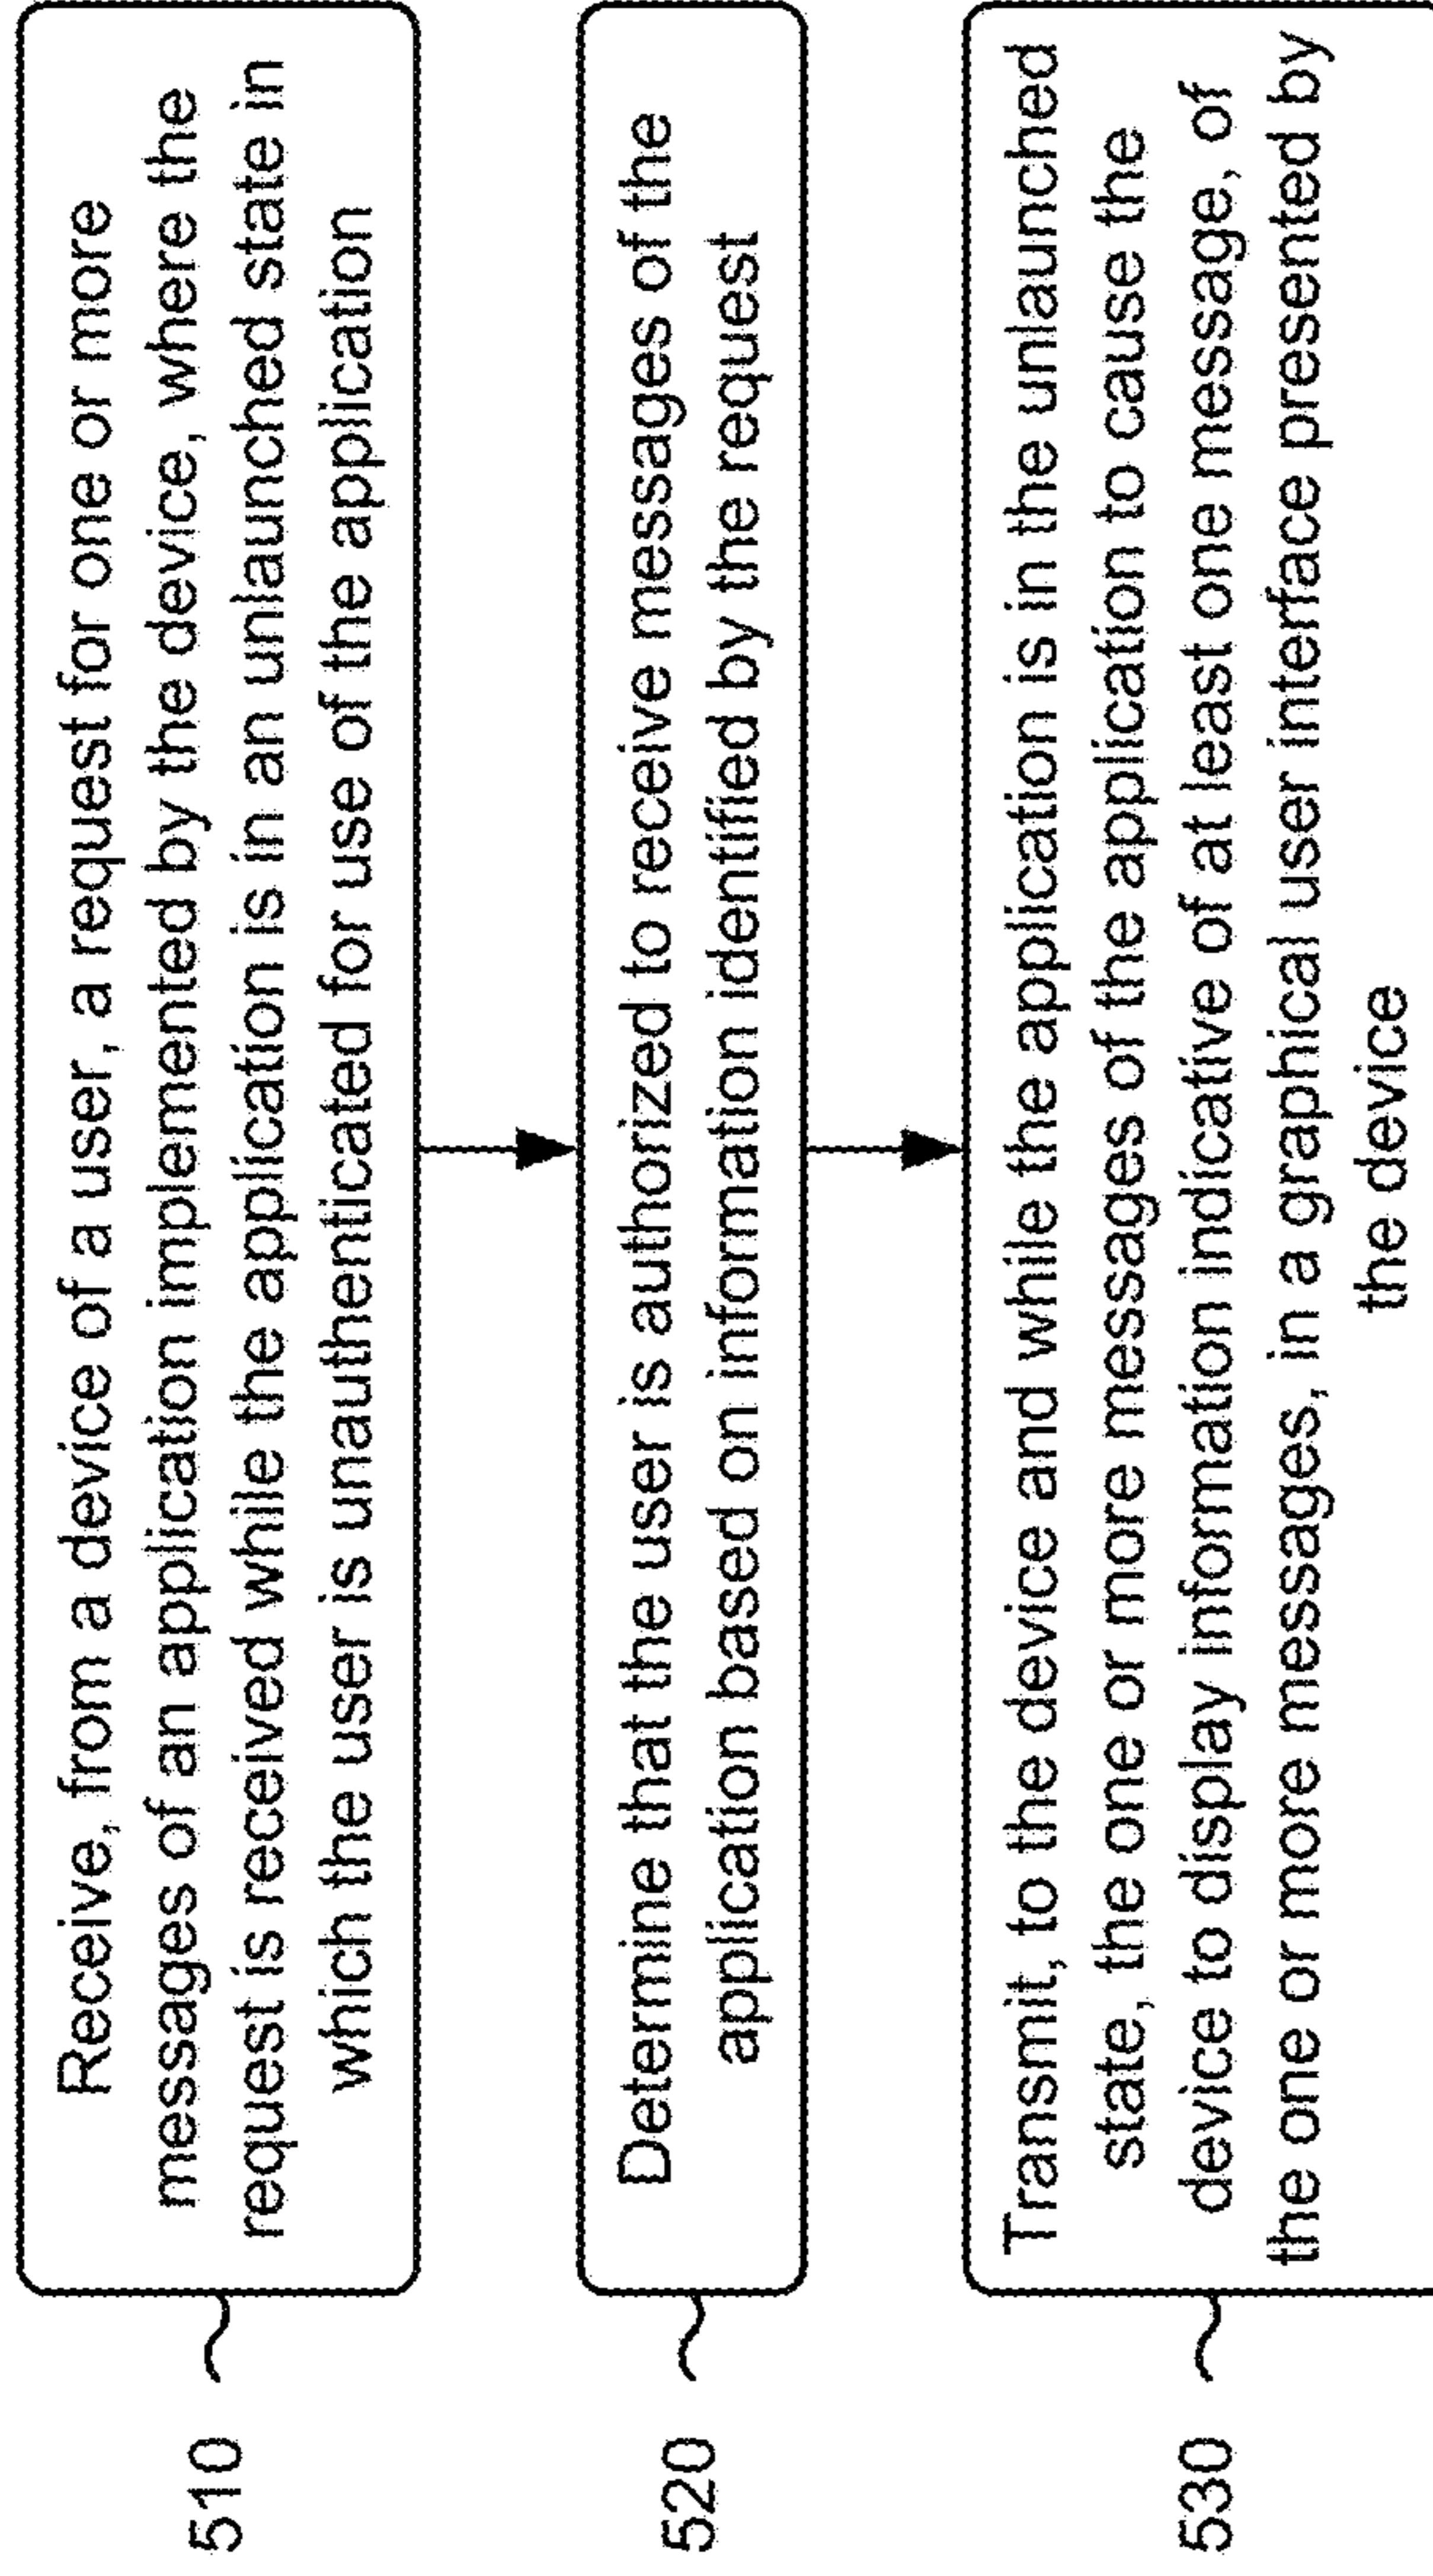 510
Receive, from a device of a user, a request for one or more
messages of an application implemented by the device, where the
request is received while the application is in an unlaunched state in
which the user is unauthenticated for use of the application
520
Determine that the user is authorized to receive messages of the
application based on information identified by the request
530
Transmit, to the device and while the application is in the unlaunched
state, the one or more messages of the application to cause the
device to display information indicative of at least one message, of
the one or more messages, in a graphical user interface presented by
the device